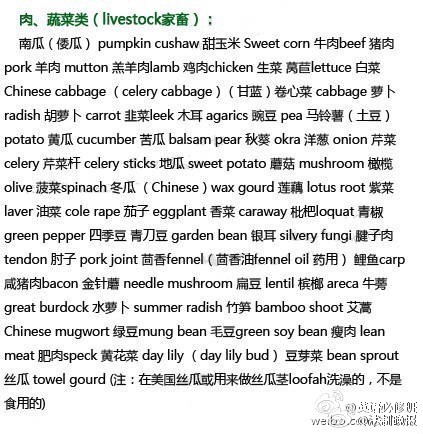 肉、蔬菜类（livestock家畜）：
南瓜（倭瓜） pumpkin cushaw 甜玉米 Sweet corn 牛肉beef 猪肉
pork 羊肉 mutton 羔羊肉lamb 鸡肉chicken 生菜 莴苣lettuce 白菜
Chinese cabbage （celery cabbage）（甘蓝）卷心菜 cabbage 萝卜
radish 胡萝卜 carrot 韭菜leek 木耳 agarics 豌豆 pea 马铃薯（土豆）
potato 黄瓜 cucumber 苦瓜 balsam pear 秋葵 okra 洋葱 onion 芹菜
celery 芹菜杆 celery sticks 地瓜 sweet potato 蘑菇 mushroom 橄榄
olive 菠菜spinach 冬瓜 （Chinese）wax gourd 莲藕 lotus root 紫菜
laver 油菜 cole rape 茄子 eggplant 香菜 caraway 枇杷loquat 青椒
green pepper 四季豆 青刀豆 garden bean 银耳 silvery fungi 腱子肉
tendon 肘子 pork joint 茴香fennel（茴香油fennel oil 药用） 鲤鱼carp
咸猪肉bacon 金针蘑 needle mushroom 扁豆 lentil 槟榔 areca 牛蒡
great burdock 水萝卜 summer radish 竹笋 bamboo shoot 艾蒿
Chinese mugwort 绿豆mung bean 毛豆green soy bean 瘦肉 lean
meat 肥肉speck 黄花菜 day lily （day lily bud） 豆芽菜 bean sprout
丝瓜 towel gourd (注：在美国丝瓜或用来做丝瓜茎loofah洗澡的，不是
食用的)